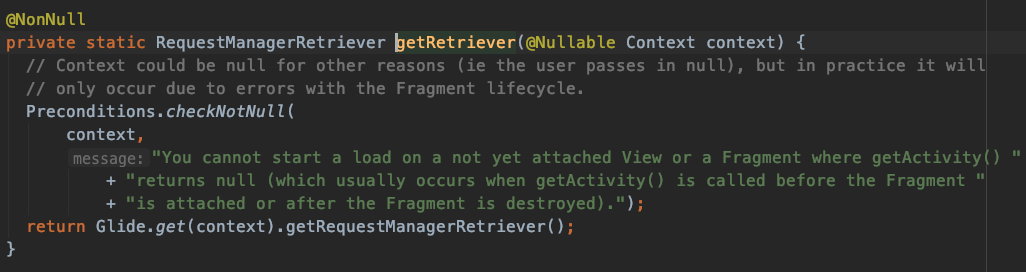 @NonNull
private static RequestManagerRetriever getRetriever(@Nullable Context context) {
// Context could be null for other reasons (ie the user passes in null), but in practice it will
// only occur due to errors with the Fragment lifecycle.
Preconditions.checkNotNull(
context,
message: "You cannot start a load on a not yet attached View or a Fragment where getActivity() "
+ "returns null (which usually occurs when getActivity() is called before the Fragment "
+ "is attached or after the Fragment is destroyed).");
return Glide.get(context).getRequestManagerRetriever();
}